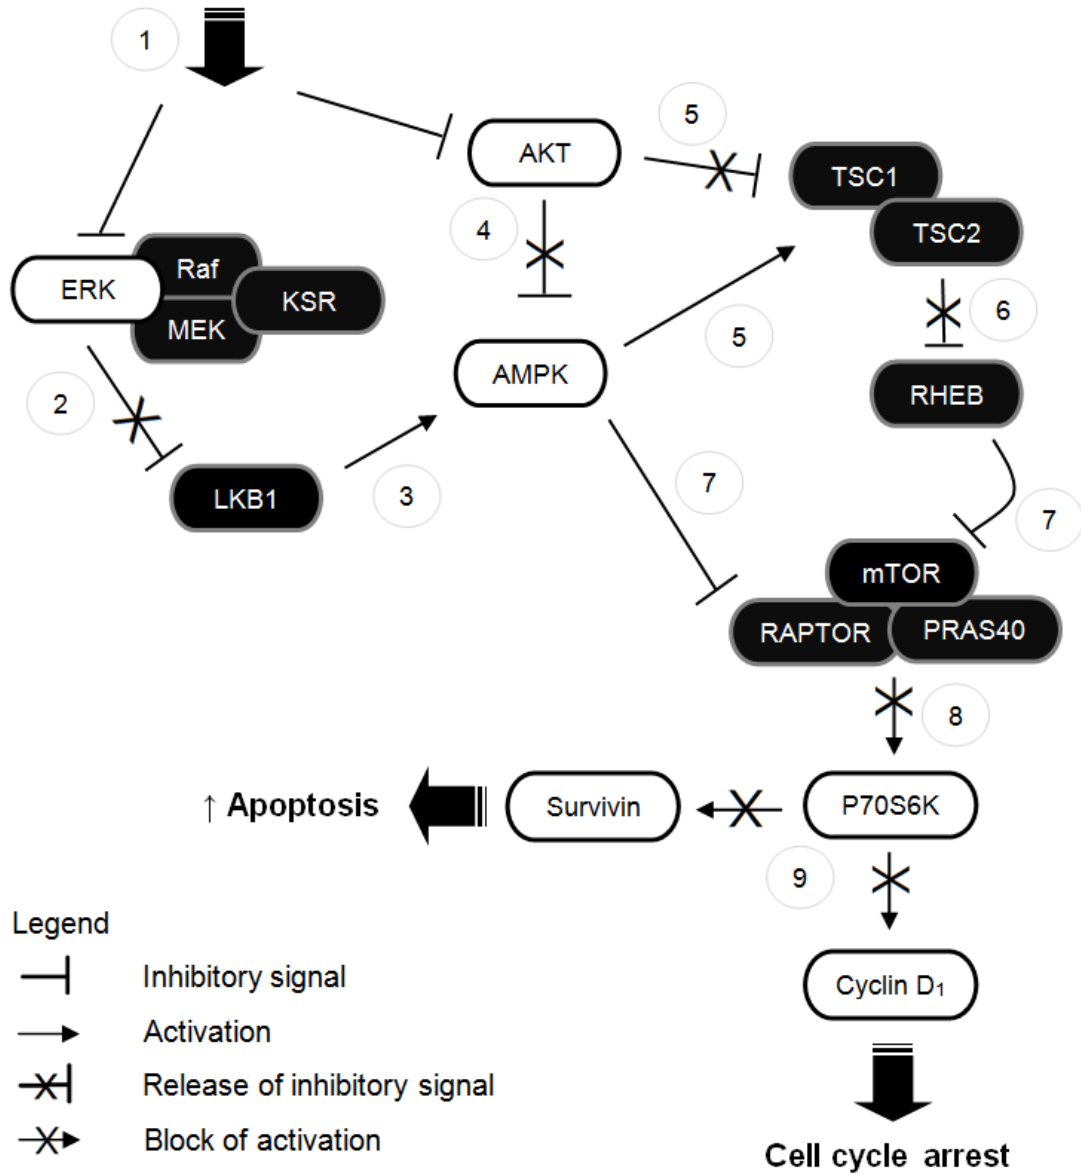 1
5
AKT
TSC1
4
TSC2
Raf
ERK
KSR
6
MEK
5
AMPK
RHEB
2
LKB1
3
7
7
mTOR
RAPTOR
PRAS40
8
↑ Apoptosis
Survivin
P70S6K
9
Legend
Inhibitory signal
Cyclin D₁
Activation
Release of inhibitory signal
Block of activation
Cell cycle arrest